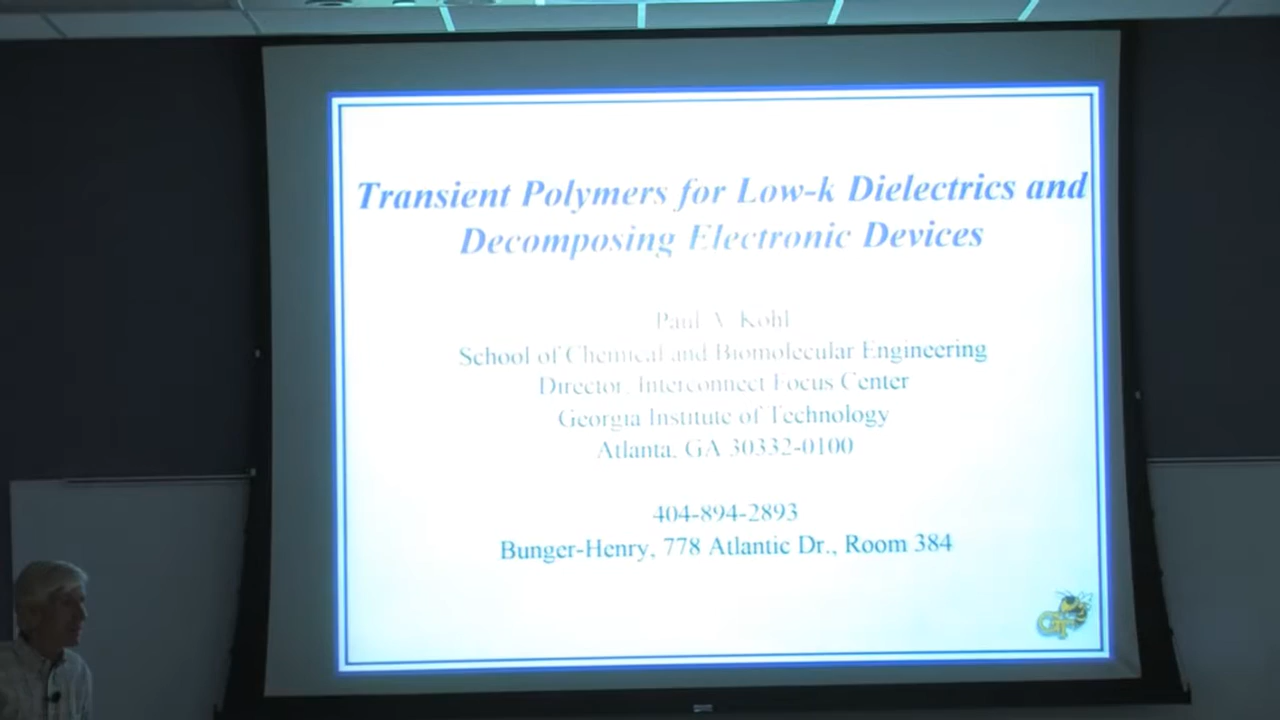 Transient Polymers for Low-k Dielectrics and
Decomposing Electronic Devices
Paul A. Kohl
School of Chemical and Biomolecular Engineering
Director, Interconnect Focus Center
Georgia Institute of Technology
Atlanta, GA 30332-0100
404-894-2893
Bunger-Henry, 778 Atlantic Dr., Room 384
GT